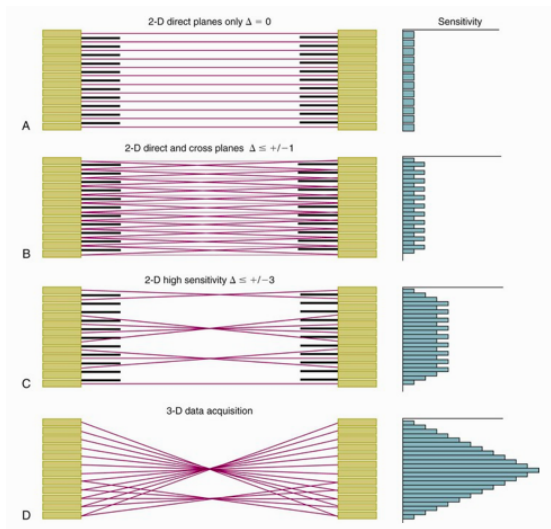 2-D direct planes only Δ = 0
Sensitivity
A
2-D direct and cross planes Δ ≤ +/−1
B
2-D high sensitivity Δ ≤ +/−3
C
3-D data acquisition
D